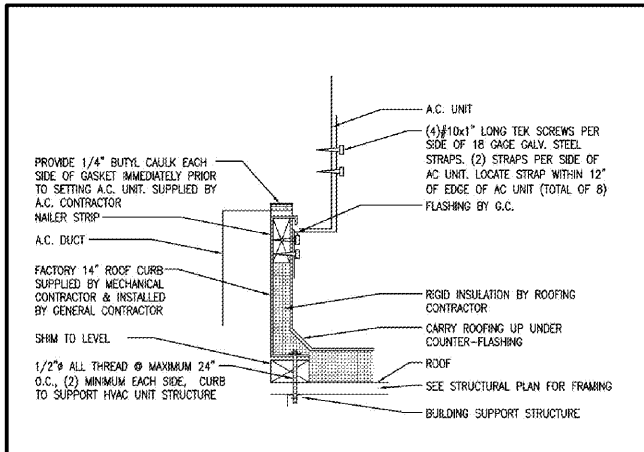 PROVIDE 1/4" BUTYL CAULK EACH
SIDE OF GASKET IMMEDIATELY PRIOR
TO SETTING A.C. UNIT. SUPPLIED BY
A.C. CONTRACTOR
NAILER STRIP
A.C. DUCT
FACTORY 14" ROOF CURB
SUPPLIED BY MECHANICAL
CONTRACTOR & INSTALLED
BY GENERAL CONTRACTOR
SHIM TO LEVEL
1/2"ø ALL THREAD @ MAXIMUM 24"
O.C., (2) MINIMUM EACH SIDE, CURB
TO SUPPORT HVAC UNIT STRUCTURE
A.C. UNIT
(4)#10x1" LONG TEK SCREWS PER
SIDE OF 18 GAGE GALV. STEEL
STRAPS. (2) STRAPS PER SIDE OF
AC UNIT. LOCATE STRAP WITHIN 12"
OF EDGE OF AC UNIT (TOTAL OF 8)
FLASHING BY G.C.
RIGID INSULATION BY ROOFING
CONTRACTOR
CARRY ROOFING UP UNDER
COUNTER-FLASHING
ROOF
SEE STRUCTURAL PLAN FOR FRAMING
BUILDING SUPPORT STRUCTURE